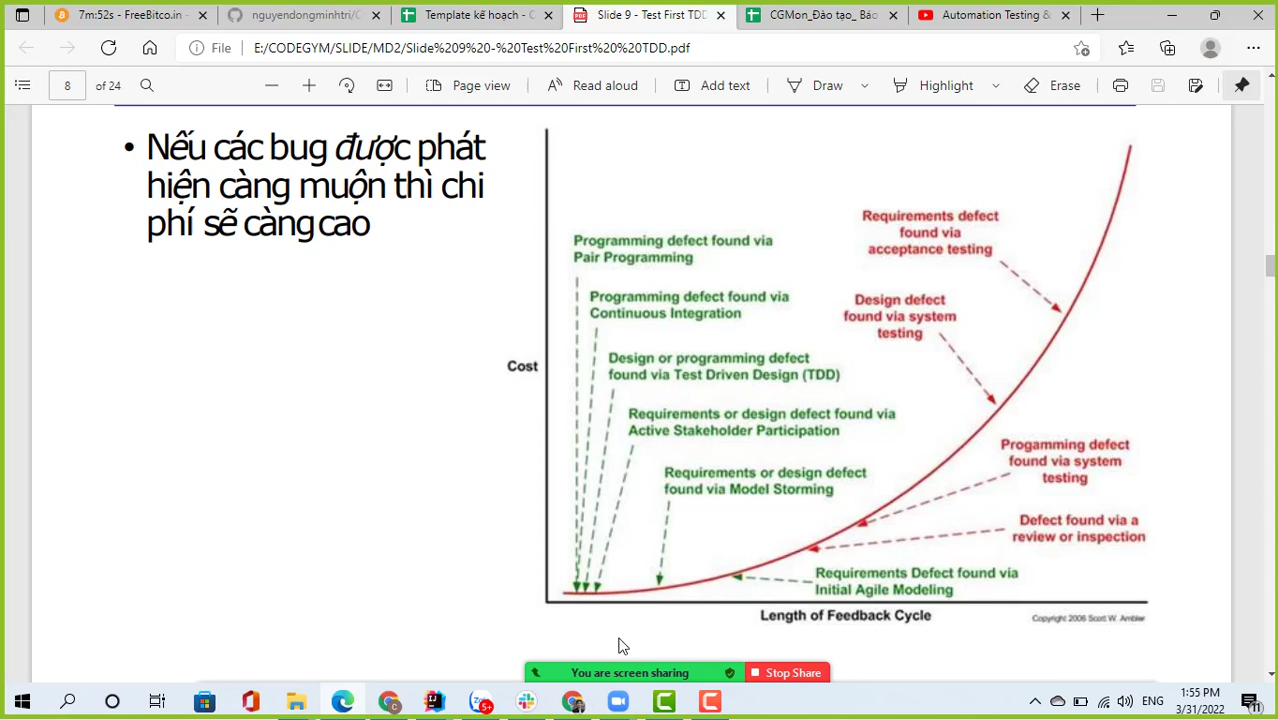 7m:52s - FreeBitco.in -
nguyendongminhtri/C
Template kế hoạch - C
Slide 9 - Test First TDD
CGMon_Đào tạo_ Bá
Automation Testing &
File
E:/CODEGYM/SLIDE/MD2/Slide%209%20-%20Test%20First%20%20TDD.pdf
8
of 24
Page view
Read aloud
Add text
Draw
Highlight
Erase
• Nếu các bug được phát
hiện càng muộn thì chi
phí sẽ càng cao
Programming defect found via
Pair Programming
Programming defect found via
Continuous Integration
Design or programming defect
found via Test Driven Design (TDD)
Requirements or design defect found via
Active Stakeholder Participation
Requirements or design defect
found via Model Storming
Requirements defect
found via
acceptance testing
Design defect
found via system
testing
Cost
Progamming defect
found via system
testing
Defect found via a
review or inspection
Requirements Defect found via
Initial Agile Modeling
Length of Feedback Cycle
Copyright 2006 Scott W. Ambler
You are screen sharing
Stop Share
5+
ENG
1:55 PM
3/31/2022
11